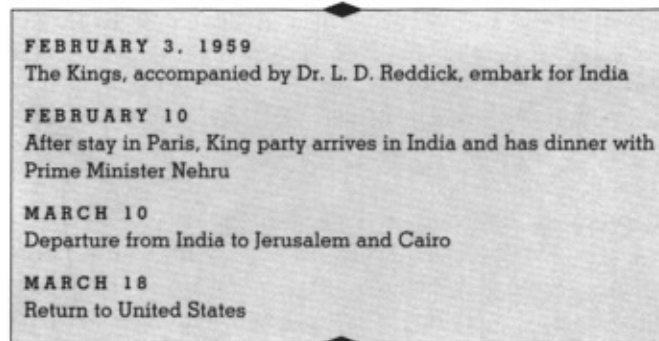 FEBRUARY 3, 1959
The Kings, accompanied by Dr. L. D. Reddick, embark for India
FEBRUARY 10
After stay in Paris, King party arrives in India and has dinner with
Prime Minister Nehru
MARCH 10
Departure from India to Jerusalem and Cairo
MARCH 18
Return to United States